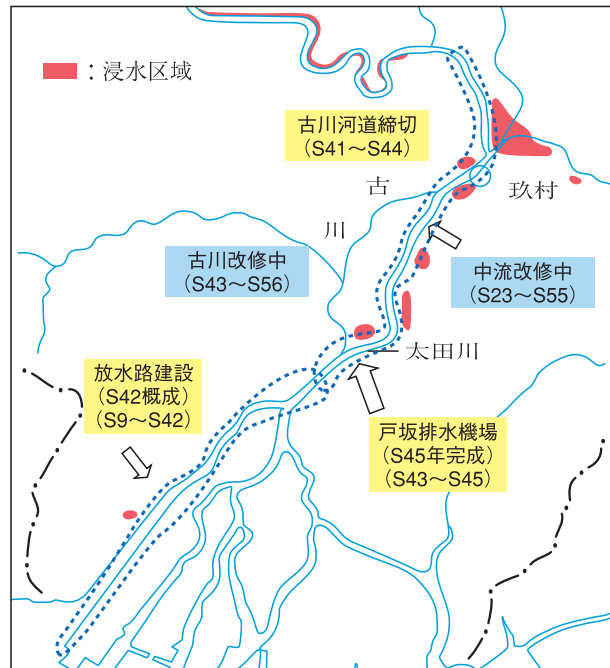 ：浸水区域
古川河道締切
（S41～S44）
古川
玖村
古川改修中
（S43～S56）
中流改修中
（S23～S55）
太田川
放水路建設
（S42概成）
（S9～S42）
戸坂排水機場
（S45年完成）
（S43～S45）